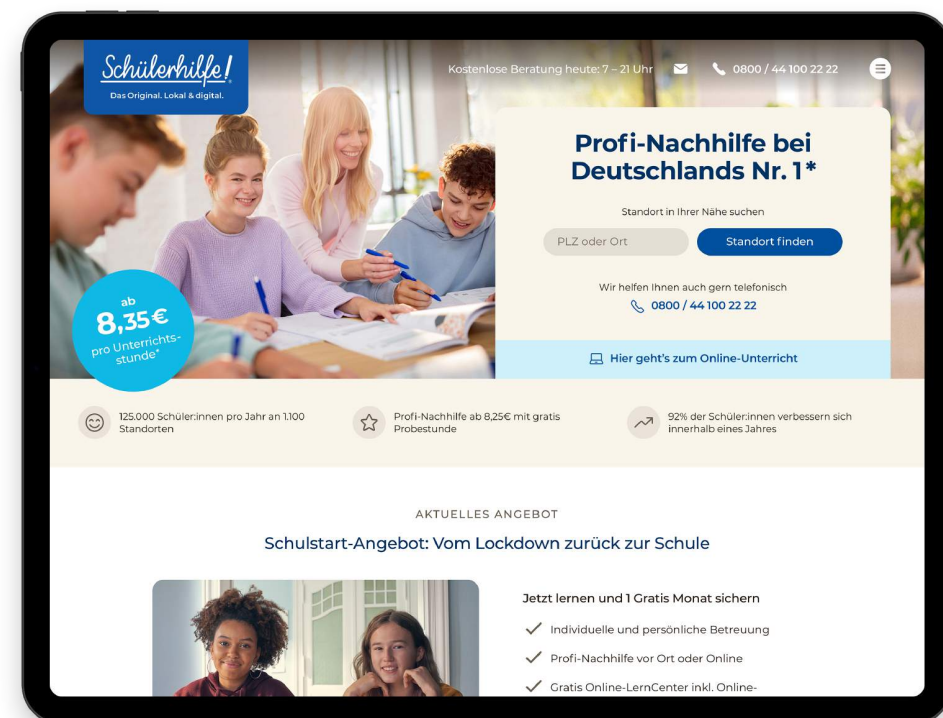 Schülerhilfe!
Das Original. Lokal & digital.
Kostenlose Beratung heute: 7 – 21 Uhr
0800 / 44 100 22 22
Profi-Nachhilfe bei
Deutschlands Nr. 1*
Standort in Ihrer Nähe suchen
PLZ oder Ort
Standort finden
Wir helfen Ihnen auch gern telefonisch
0800 / 44 100 22 22
Hier geht's zum Online-Unterricht
ab
8,35€
pro Unterrichts-
stunde*
125.000 Schüler:innen pro Jahr an 1.100
Standorten
Profi-Nachhilfe ab 8,25€ mit gratis
Probestunde
92% der Schüler:innen verbessern sich
innerhalb eines Jahres
AKTUELLES ANGEBOT
Schulstart-Angebot: Vom Lockdown zurück zur Schule
Jetzt lernen und 1 Gratis Monat sichern
Individuelle und persönliche Betreuung
Profi-Nachhilfe vor Ort oder Online
Gratis Online-LernCenter inkl. Online-